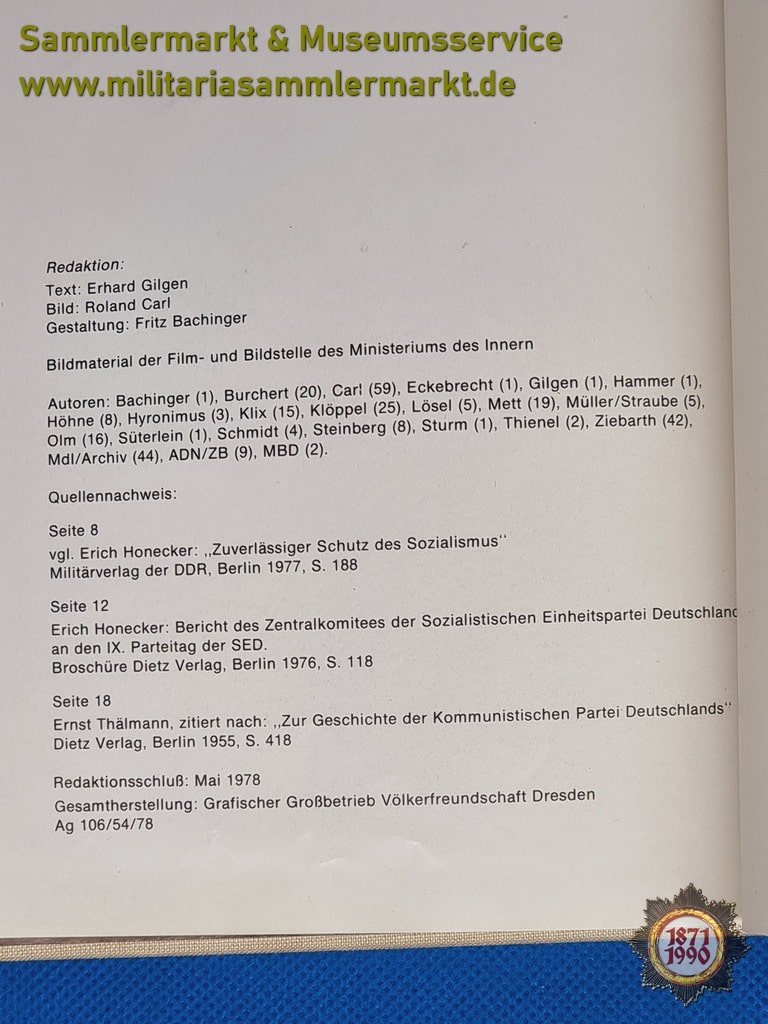 Sammlermarkt & Museumsservice
www.militariasammlermarkt.de
Redaktion:
Text: Erhard Gilgen
Bild: Roland Carl
Gestaltung: Fritz Bachinger
Bildmaterial der Film- und Bildstelle des Ministeriums des Innern
Autoren: Bachinger (1), Burchert (20), Carl (59), Eckebrecht (1), Gilgen (1), Hammer (1),
Höhne (8), Hyronimus (3), Klix (15), Klöppel (25), Lösel (5), Mett (19), Müller/Straube (5),
Olm (16), Süterlein (1), Schmidt (4), Steinberg (8), Sturm (1), Thienel (2), Ziebarth (42),
MdI/Archiv (44), ADN/ZB (9), MBD (2).
Quellennachweis:
Seite 8
vgl. Erich Honecker: ,,Zuverlässiger Schutz des Sozialismus“
Militärverlag der DDR, Berlin 1977, S. 188
Seite 12
Erich Honecker: Bericht des Zentralkomitees der Sozialistischen Einheitspartei Deutschland
an den IX. Parteitag der SED.
Broschüre Dietz Verlag, Berlin 1976, S. 118
Seite 18
Ernst Thälmann, zitiert nach: ,,Zur Geschichte der Kommunistischen Partei Deutschlands“
Dietz Verlag, Berlin 1955, S. 418
Redaktionsschluß: Mai 1978
Gesamtherstellung: Grafischer Großbetrieb Völkerfreundschaft Dresden
Ag 106/54/78
1871
1990